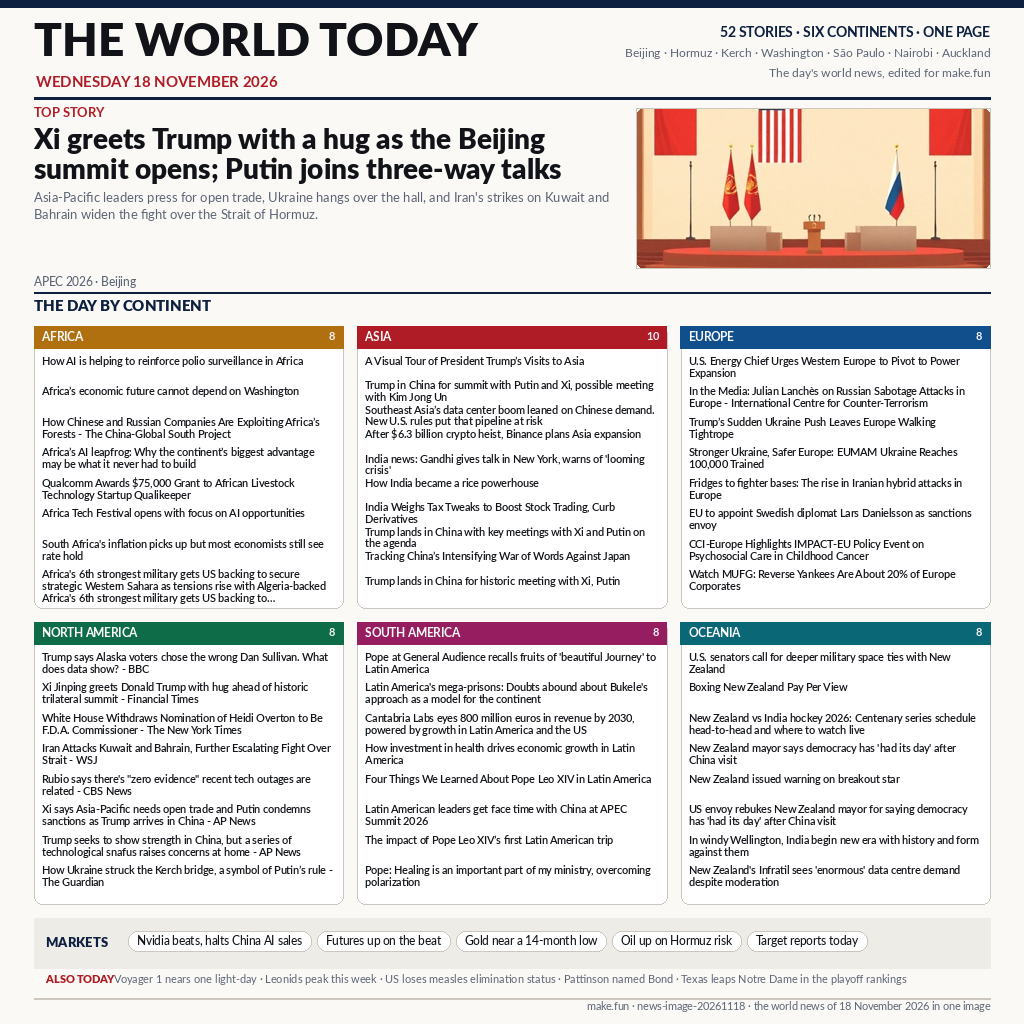 THE WORLD TODAY
WEDNESDAY 18 NOVEMBER 2026
52 STORIES · SIX CONTINENTS · ONE PAGE
Beijing · Hormuz · Kerch · Washington · São Paulo · Nairobi · Auckland
The day's world news, edited for make.fun
TOP STORY
Xi greets Trump with a hug as the Beijing
summit opens; Putin joins three-way talks
Asia-Pacific leaders press for open trade, Ukraine hangs over the hall, and Iran's strikes on Kuwait and
Bahrain widen the fight over the Strait of Hormuz.
APEC 2026 · Beijing
THE DAY BY CONTINENT
AFRICA 8
How AI is helping to reinforce polio surveillance in Africa
Africa's economic future cannot depend on Washington
How Chinese and Russian Companies Are Exploiting Africa's
Forests - The China-Global South Project
Africa's AI leapfrog: Why the continent's biggest advantage
may be what it never had to build
Qualcomm Awards $75,000 Grant to African Livestock
Technology Startup Qualikeeper
Africa Tech Festival opens with focus on AI opportunities
South Africa's inflation picks up but most economists still see
rate hold
Africa's 6th strongest military gets US backing to secure
strategic Western Sahara as tensions rise with Algeria-backed
Africa's 6th strongest military gets US backing to…
ASIA 10
A Visual Tour of President Trump's Visits to Asia
Trump in China for summit with Putin and Xi, possible meeting
with Kim Jong Un
Southeast Asia's data center boom leaned on Chinese demand.
New U.S. rules put that pipeline at risk
After $6.3 billion crypto heist, Binance plans Asia expansion
India news: Gandhi gives talk in New York, warns of 'looming
crisis'
How India became a rice powerhouse
India Weighs Tax Tweaks to Boost Stock Trading, Curb
Derivatives
Trump lands in China with key meetings with Xi and Putin on
the agenda
Tracking China's Intensifying War of Words Against Japan
Trump lands in China for historic meeting with Xi, Putin
EUROPE 8
U.S. Energy Chief Urges Western Europe to Pivot to Power
Expansion
In the Media: Julian Lanchès on Russian Sabotage Attacks in
Europe - International Centre for Counter-Terrorism
Trump's Sudden Ukraine Push Leaves Europe Walking
Tightrope
Stronger Ukraine, Safer Europe: EUMAM Ukraine Reaches
100,000 Trained
Fridges to fighter bases: The rise in Iranian hybrid attacks in
Europe
EU to appoint Swedish diplomat Lars Danielsson as sanctions
envoy
CCI-Europe Highlights IMPACT-EU Policy Event on
Psychosocial Care in Childhood Cancer
Watch MUFG: Reverse Yankees Are About 20% of Europe
Corporates
NORTH AMERICA 8
Trump says Alaska voters chose the wrong Dan Sullivan. What
does data show? - BBC
Xi Jinping greets Donald Trump with hug ahead of historic
trilateral summit - Financial Times
White House Withdraws Nomination of Heidi Overton to Be
F.D.A. Commissioner - The New York Times
Iran Attacks Kuwait and Bahrain, Further Escalating Fight Over
Strait - WSJ
Rubio says there's "zero evidence" recent tech outages are
related - CBS News
Xi says Asia-Pacific needs open trade and Putin condemns
sanctions as Trump arrives in China - AP News
Trump seeks to show strength in China, but a series of
technological snafus raises concerns at home - AP News
How Ukraine struck the Kerch bridge, a symbol of Putin's rule -
The Guardian
SOUTH AMERICA 8
Pope at General Audience recalls fruits of 'beautiful Journey' to
Latin America
Latin America's mega-prisons: Doubts abound about Bukele's
approach as a model for the continent
Cantabria Labs eyes 800 million euros in revenue by 2030,
powered by growth in Latin America and the US
How investment in health drives economic growth in Latin
America
Four Things We Learned About Pope Leo XIV in Latin America
Latin American leaders get face time with China at APEC
Summit 2026
The impact of Pope Leo XIV's first Latin American trip
Pope: Healing is an important part of my ministry, overcoming
polarization
OCEANIA 8
U.S. senators call for deeper military space ties with New
Zealand
Boxing New Zealand Pay Per View
New Zealand vs India hockey 2026: Centenary series schedule
head-to-head and where to watch live
New Zealand mayor says democracy has 'had its day' after
China visit
New Zealand issued warning on breakout star
US envoy rebukes New Zealand mayor for saying democracy
has 'had its day' after China visit
In windy Wellington, India begin new era with history and form
against them
New Zealand's Infratil sees 'enormous' data centre demand
despite moderation
MARKETS Nvidia beats, halts China AI sales Futures up on the beat Gold near a 14-month low Oil up on Hormuz risk Target reports today
ALSO TODAY Voyager 1 nears one light-day · Leonids peak this week · US loses measles elimination status · Pattinson named Bond · Texas leaps Notre Dame in the playoff rankings
make.fun · news-image-20261118 · the world news of 18 November 2026 in one image